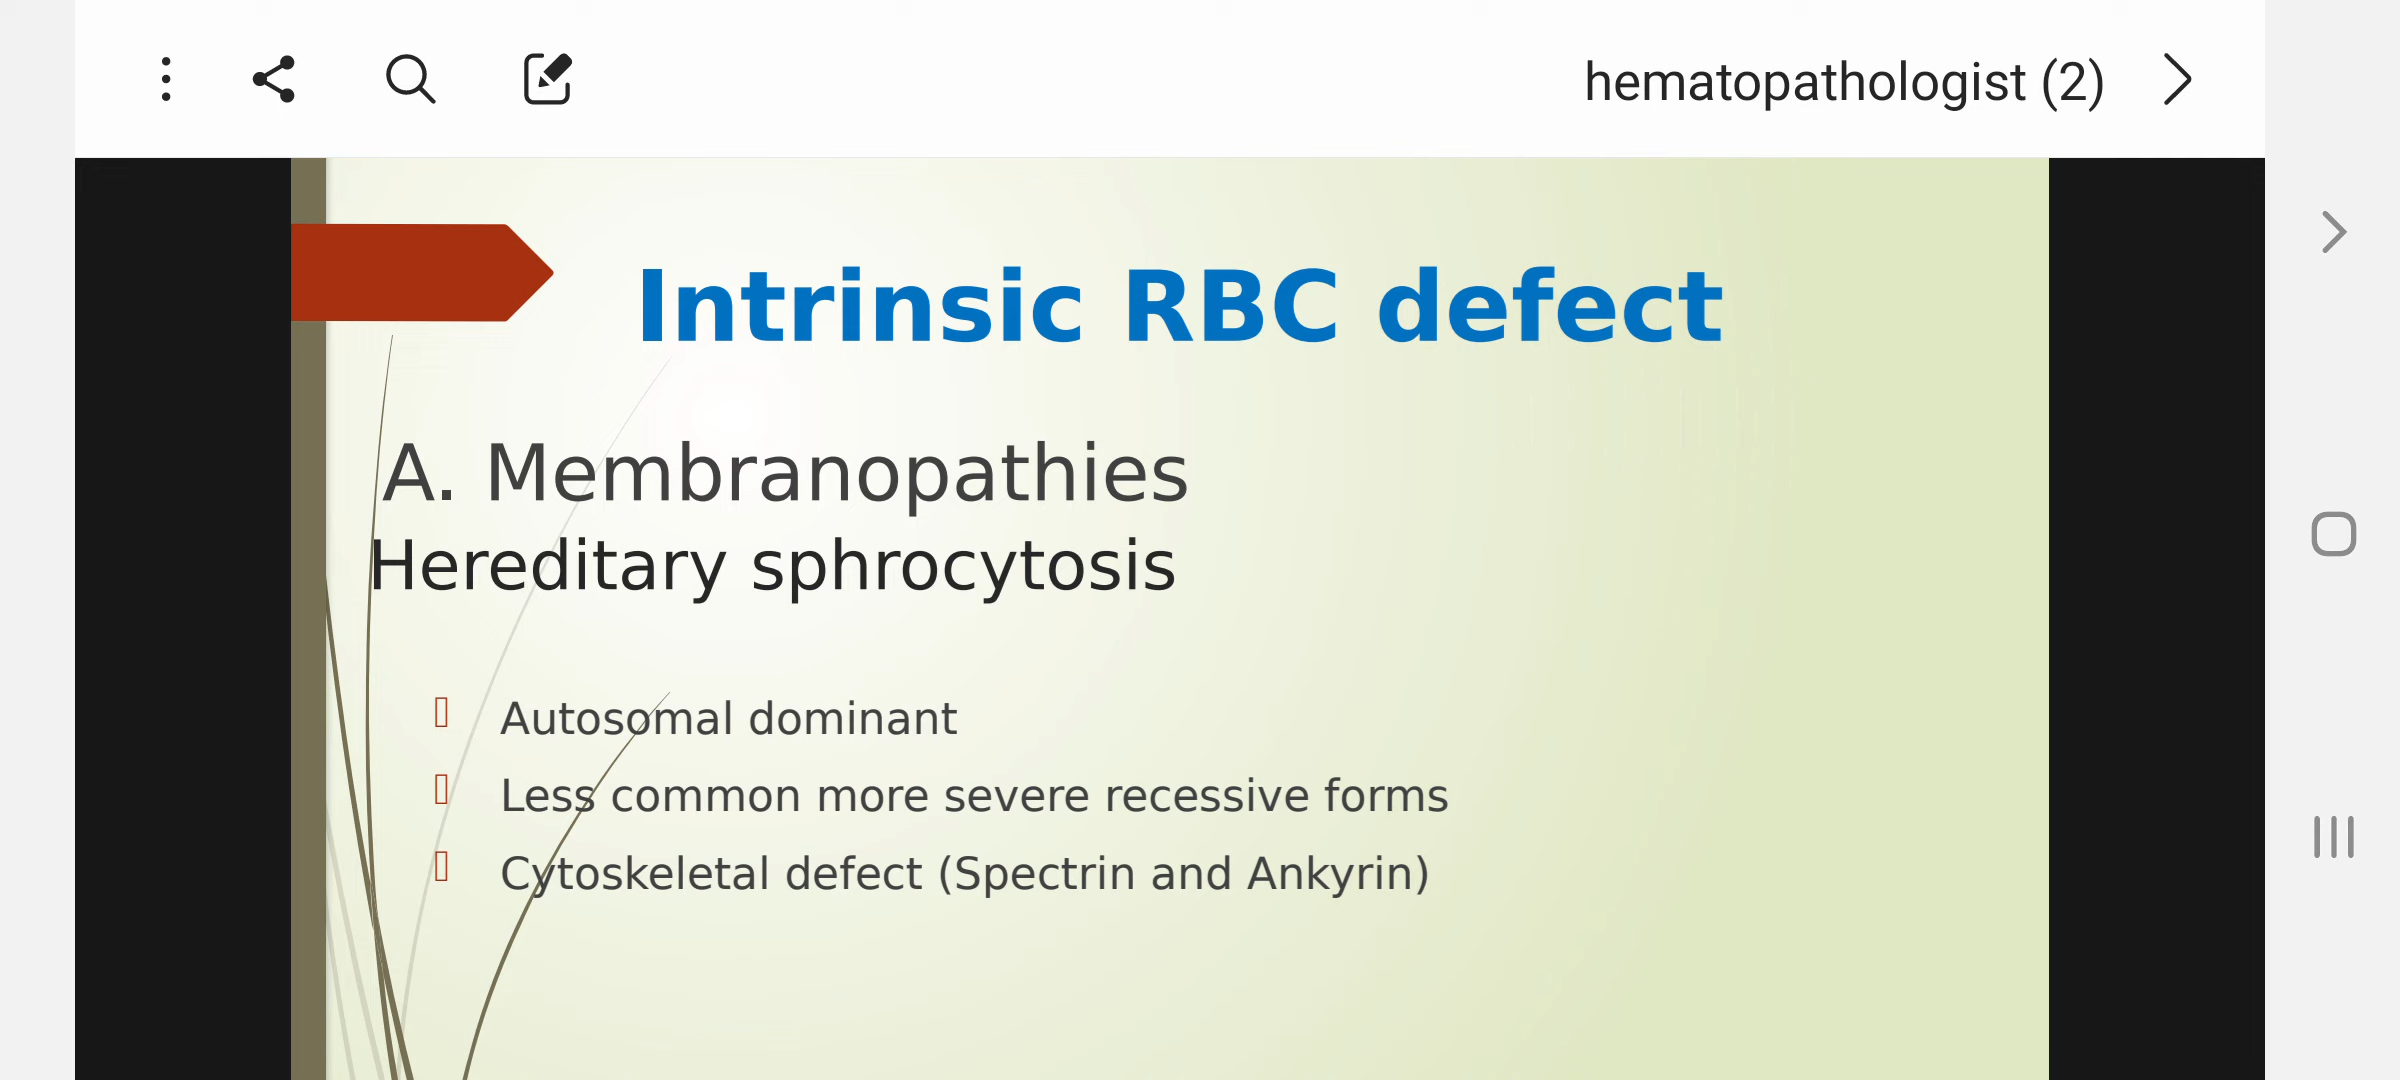 hematopathologist (2)
Intrinsic RBC defect
A. Membranopathies
Hereditary sphrocytosis
Autosomal dominant
Less common more severe recessive forms
Cytoskeletal defect (Spectrin and Ankyrin)